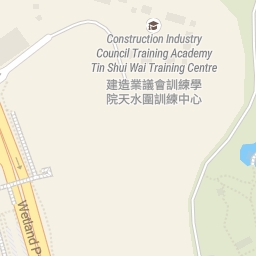 Construction Industry
Council Training Academy
Tin Shui Wai Training Centre
建造業議會訓練學
院天水圍訓練中心
Wetland